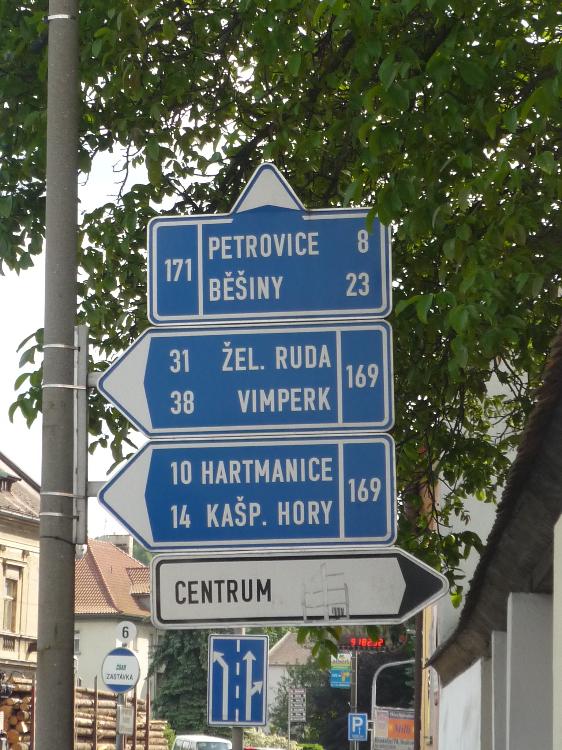 171 PETROVICE 8
BĚŠINY 23
31 ŽEL. RUDA 169
38 VIMPERK
10 HARTMANICE 169
14 KAŠP. HORY
CENTRUM
6
ZASTÁVKA
P